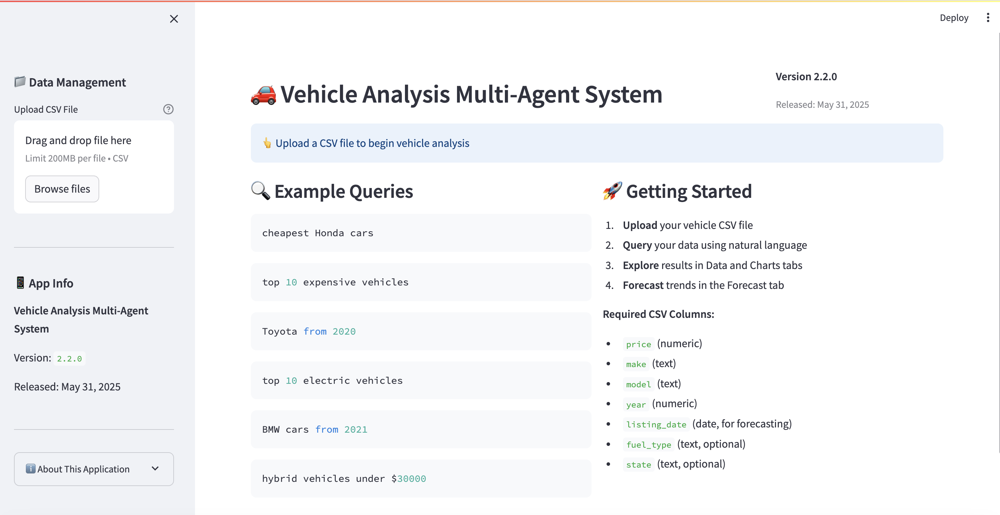 Deploy
Data Management
Upload CSV File
Drag and drop file here
Limit 200MB per file • CSV
Browse files
App Info
Vehicle Analysis Multi-Agent
System
Version: 2.2.0
Released: May 31, 2025
About This Application
Vehicle Analysis Multi-Agent System
Version 2.2.0
Released: May 31, 2025
Upload a CSV file to begin vehicle analysis
Example Queries
cheapest Honda cars
top 10 expensive vehicles
Toyota from 2020
top 10 electric vehicles
BMW cars from 2021
hybrid vehicles under $30000
Getting Started
1. Upload your vehicle CSV file
2. Query your data using natural language
3. Explore results in Data and Charts tabs
4. Forecast trends in the Forecast tab
Required CSV Columns:
• price (numeric)
• make (text)
• model (text)
• year (numeric)
• listing_date (date, for forecasting)
• fuel_type (text, optional)
• state (text, optional)